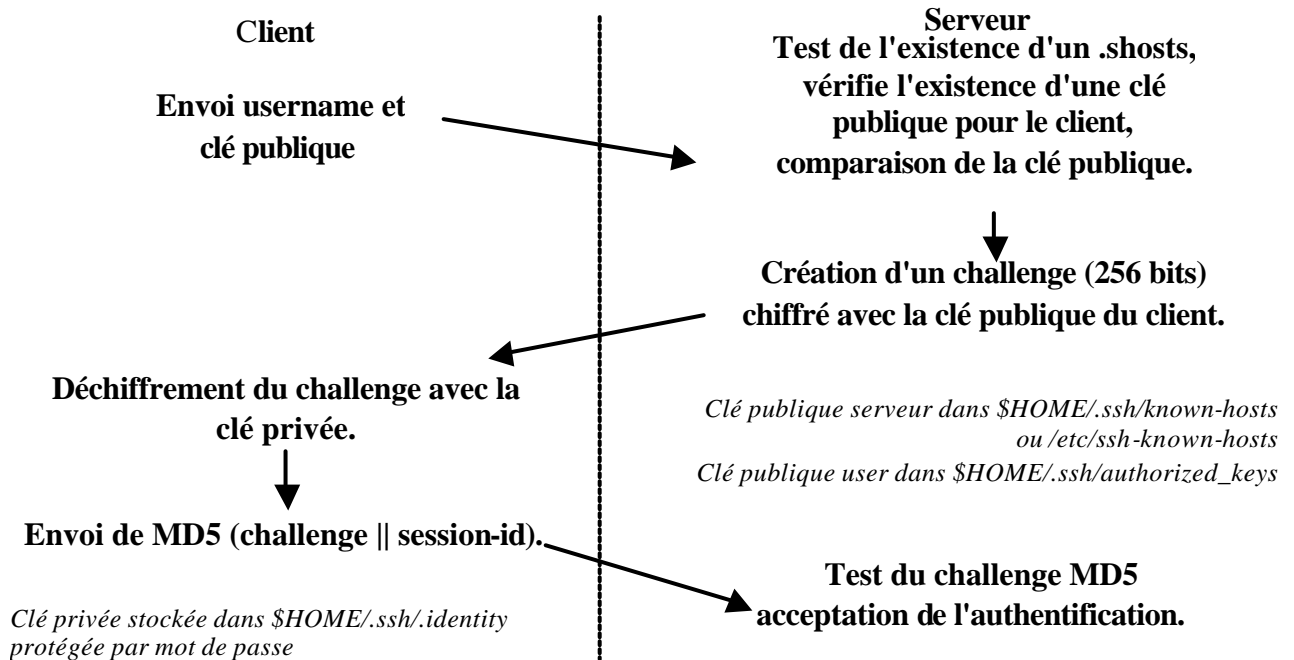 Client
Envoi username et
clé publique
Serveur
Test de l'existence d'un .shosts,
vérifie l'existence d'une clé
publique pour le client,
comparaison de la clé publique.
Création d'un challenge (256 bits)
chiffré avec la clé publique du client.
Déchiffrement du challenge avec la
clé privée.
Clé publique serveur dans $HOME/.ssh/known-hosts
ou /etc/ssh-known-hosts
Clé publique user dans $HOME/.ssh/authorized_keys
Envoi de MD5 (challenge || session-id).
Clé privée stockée dans $HOME/.ssh/.identity
protégée par mot de passe
Test du challenge MD5
acceptation de l'authentification.